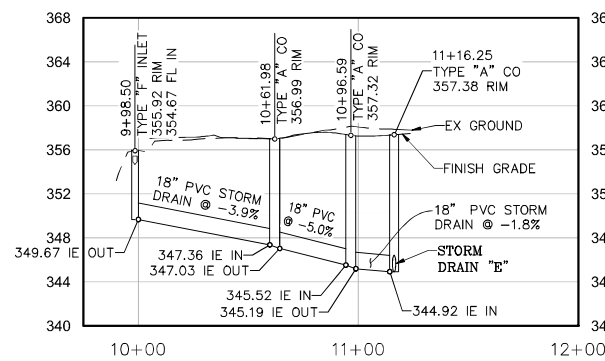 368
364
360
356
352
348
344
340
9+98.50
TYPE "F" INLET
355.92 RIM
354.67 FL IN
10+61.98
TYPE "A" CO
356.99 RIM
10+96.59
TYPE "A" CO
357.32 RIM
11+16.25
TYPE "A" CO
357.38 RIM
EX GROUND
FINISH GRADE
18" PVC STORM
DRAIN @ -3.9%
18" PVC
@ -5.0%
18" PVC STORM
DRAIN @ -1.8%
STORM
DRAIN "E"
349.67 IE OUT
347.36 IE IN
347.03 IE OUT
345.52 IE IN
345.19 IE OUT
344.92 IE IN
10+00
11+00
12+00